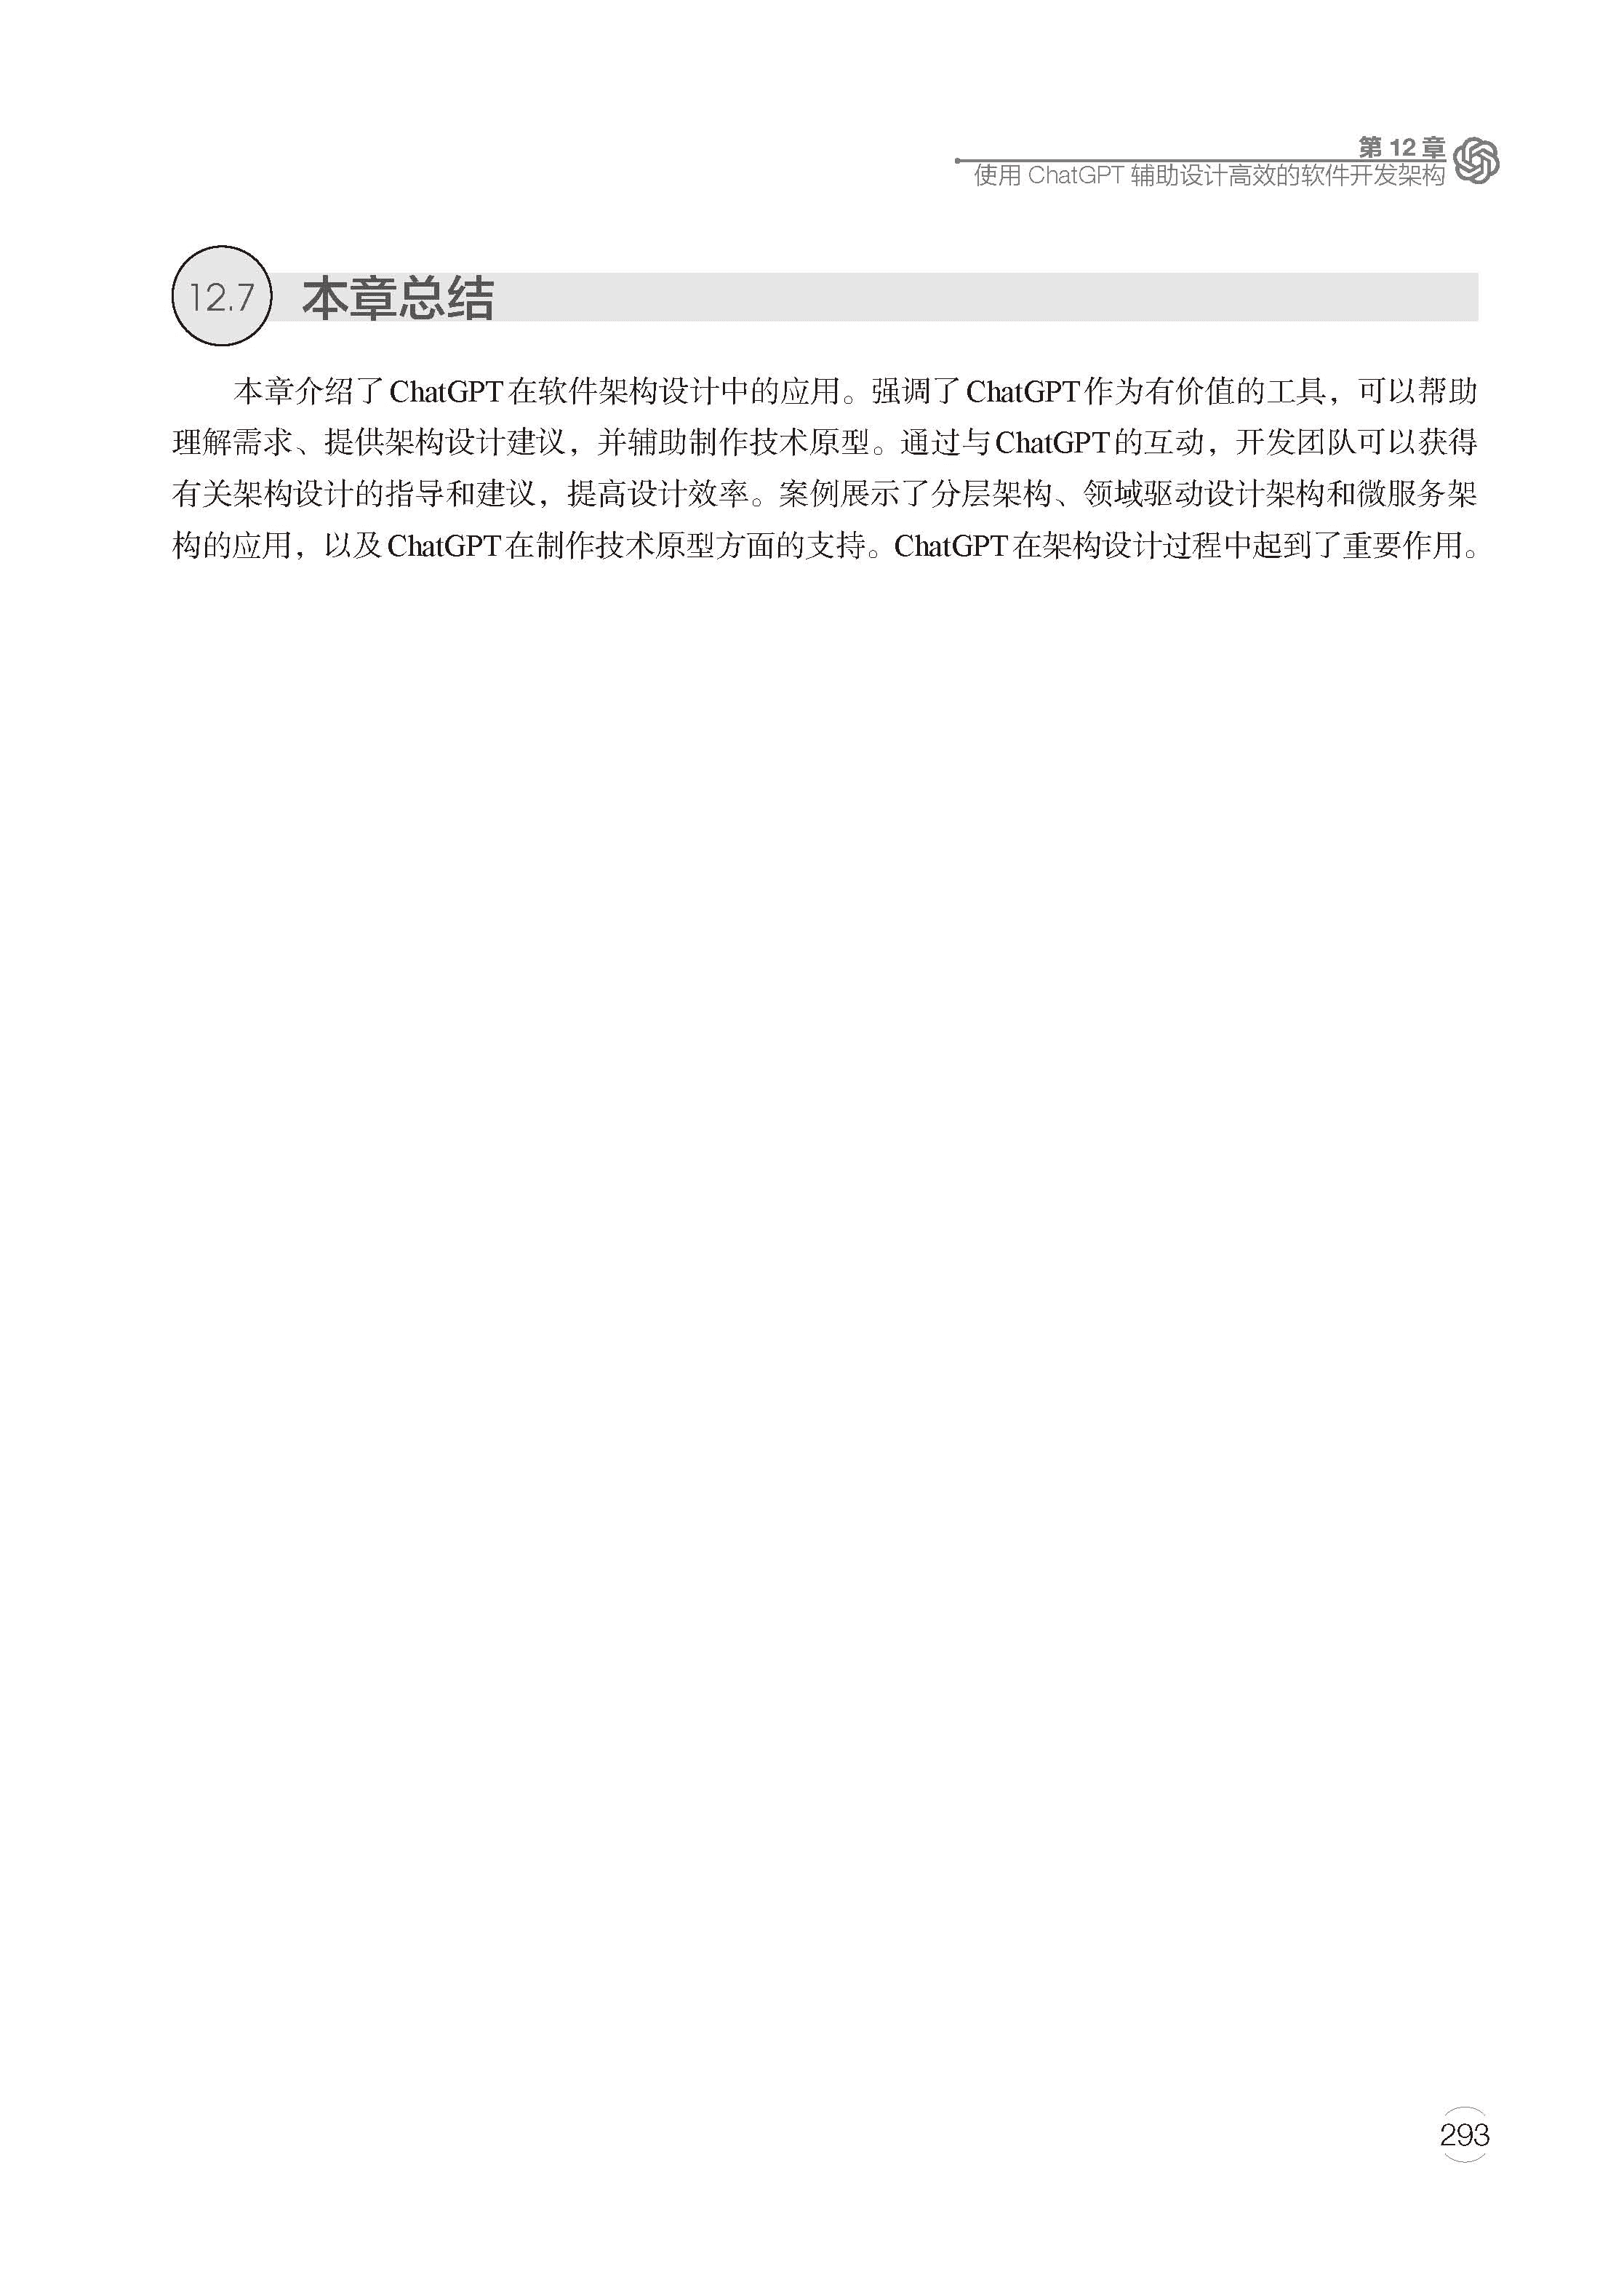 第 12 章
使用 ChatGPT 辅助设计高效的软件开发架构
12.7 本章总结
本章介绍了ChatGPT在软件架构设计中的应用。强调了ChatGPT作为有价值的工具，可以帮助
理解需求、提供架构设计建议，并辅助制作技术原型。通过与ChatGPT的互动，开发团队可以获得
有关架构设计的指导和建议，提高设计效率。案例展示了分层架构、领域驱动设计架构和微服务架
构的应用，以及ChatGPT在制作技术原型方面的支持。ChatGPT在架构设计过程中起到了重要作用。
293